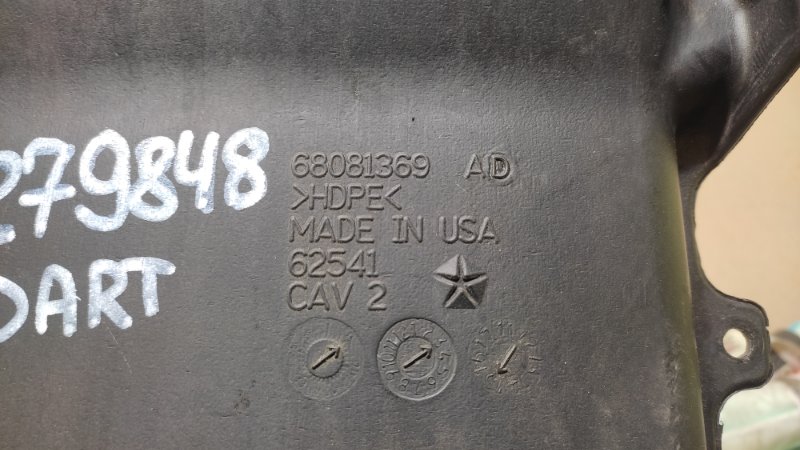 279848
DART
68081369 AD
>HDPE<
MADE IN USA
62541
CAV 2